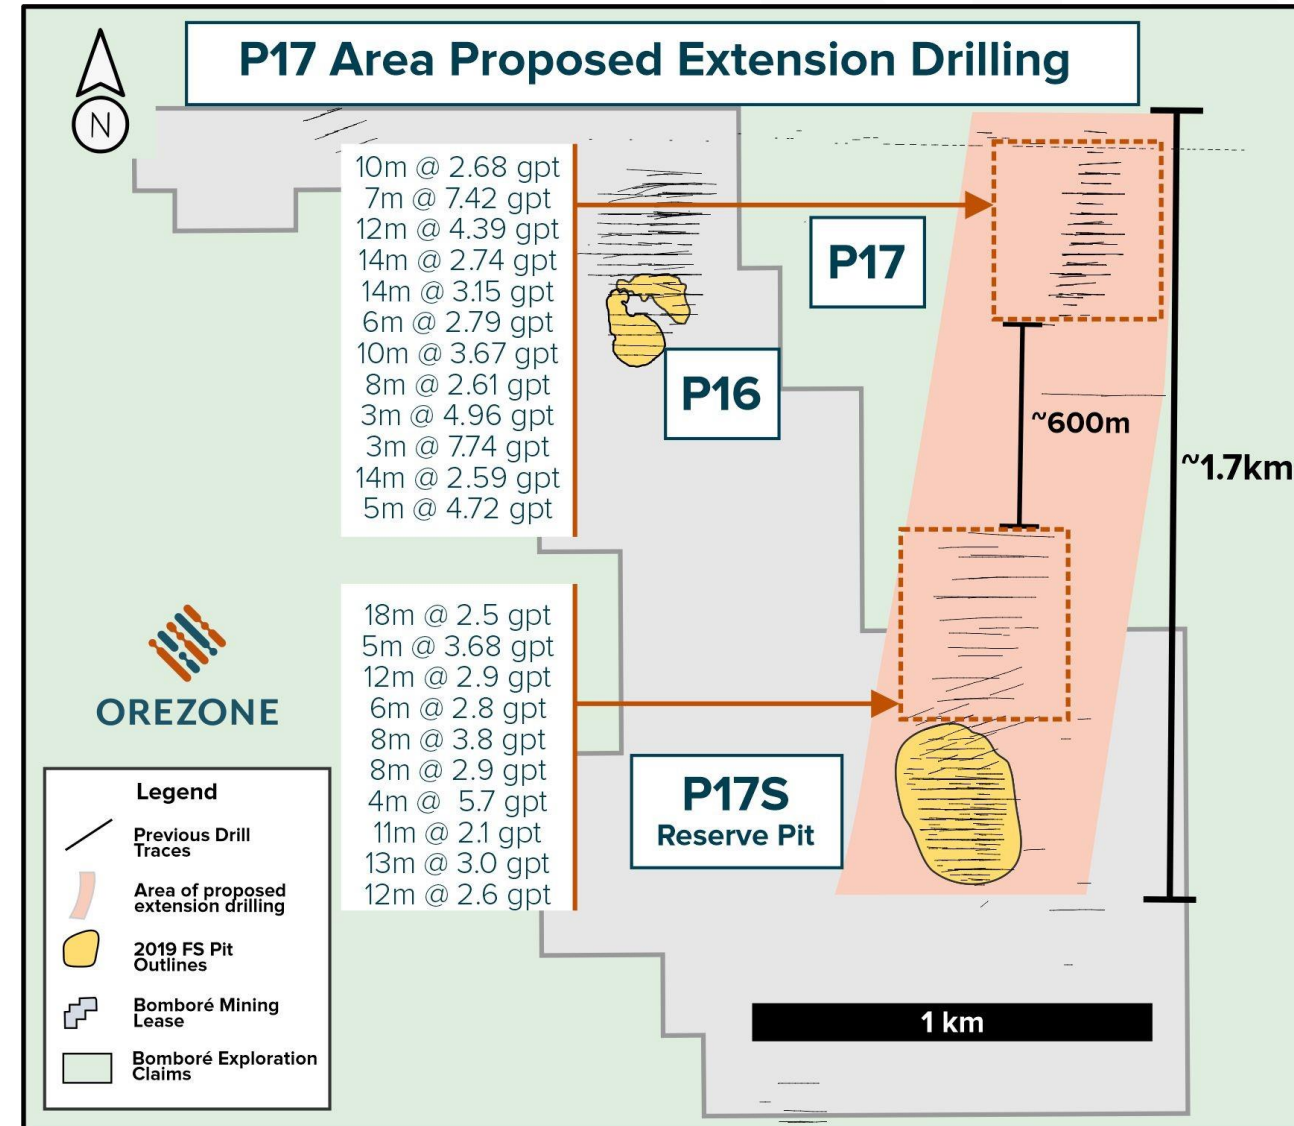 P17 Area Proposed Extension Drilling
N
10m @ 2.68 gpt
7m @ 7.42 gpt
12m @ 4.39 gpt
14m @ 2.74 gpt
14m @ 3.15 gpt
6m @ 2.79 gpt
10m @ 3.67 gpt
8m @ 2.61 gpt
3m @ 4.96 gpt
3m @ 7.74 gpt
14m @ 2.59 gpt
5m @ 4.72 gpt
P17
P16
~600m
~1.7km
18m @ 2.5 gpt
5m @ 3.68 gpt
12m @ 2.9 gpt
6m @ 2.8 gpt
8m @ 3.8 gpt
8m @ 2.9 gpt
4m @ 5.7 gpt
11m @ 2.1 gpt
13m @ 3.0 gpt
12m @ 2.6 gpt
OREZONE
P17S
Reserve Pit
Legend
Previous Drill
Traces
Area of proposed
extension drilling
2019 FS Pit
Outlines
Bomboré Mining
Lease
Bomboré Exploration
Claims
1 km